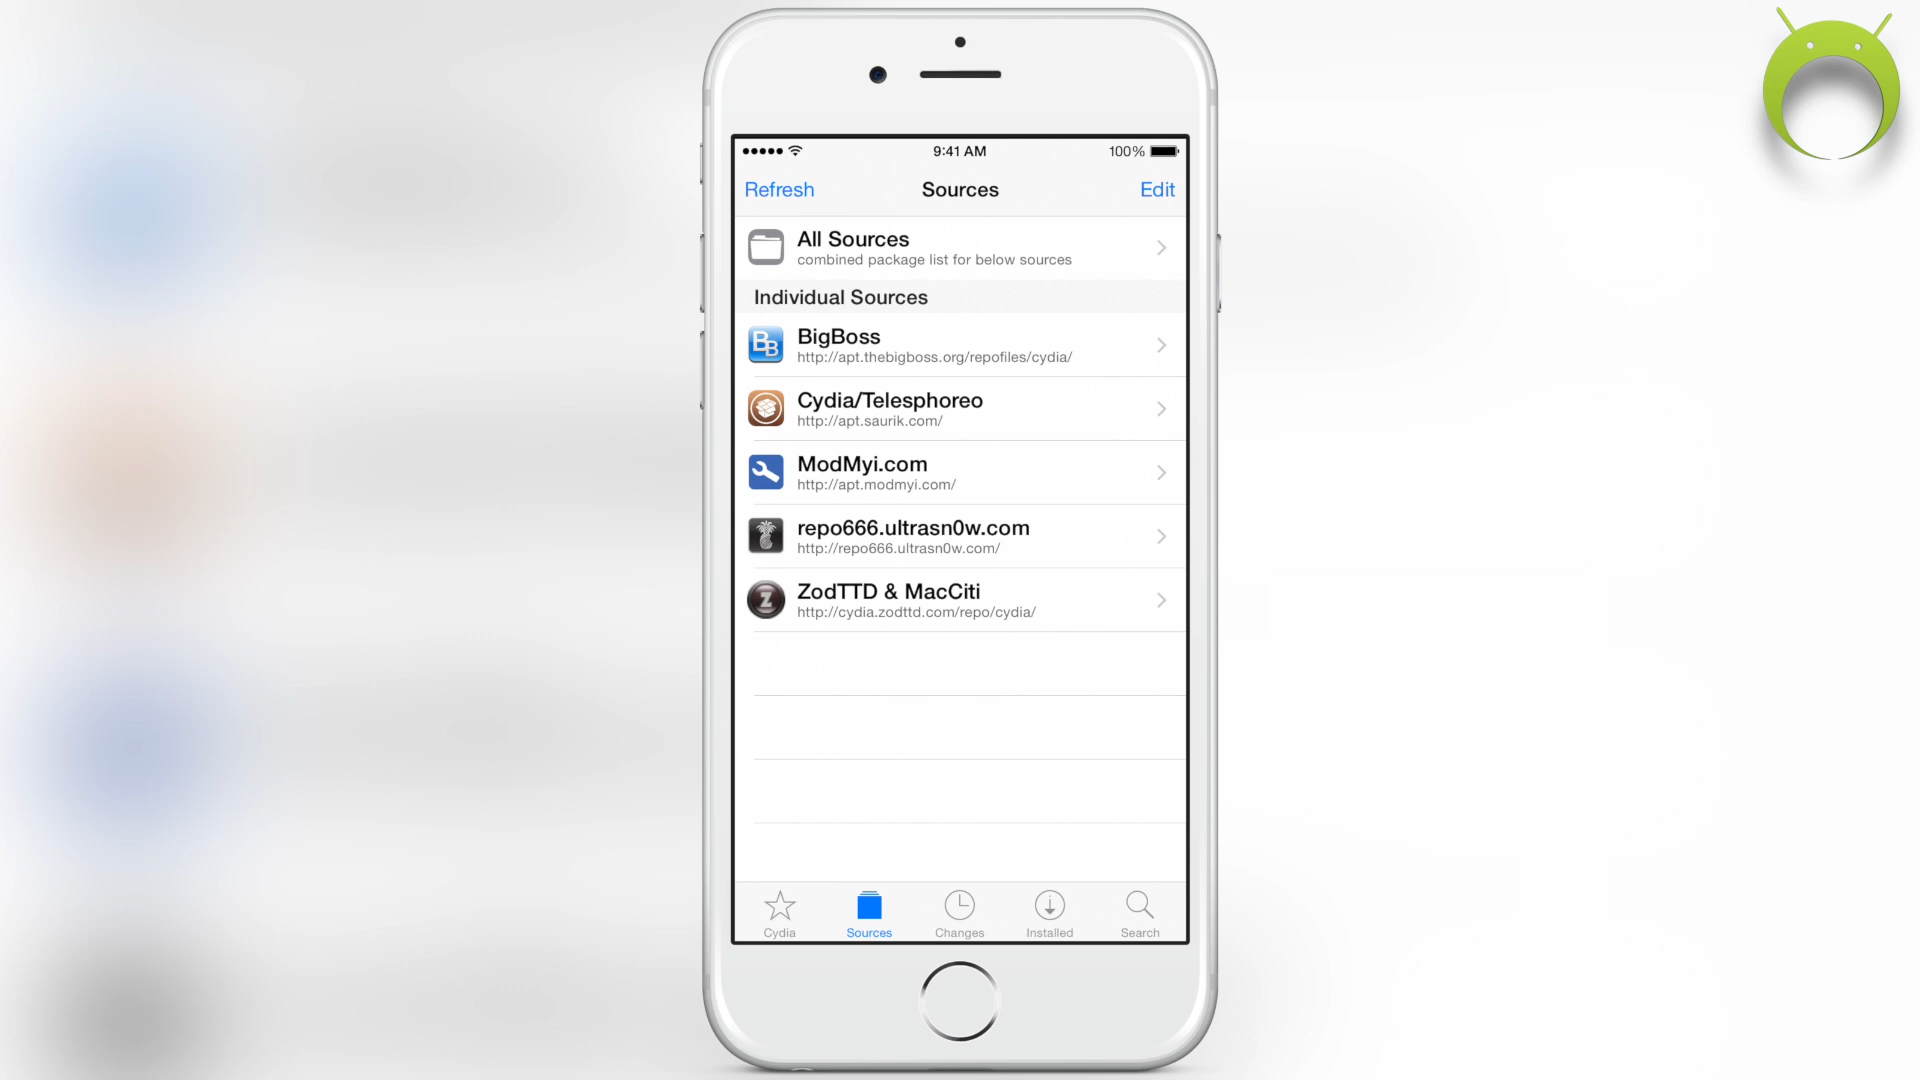 9:41 AM
100%
Refresh
Sources
Edit
All Sources
combined package list for below sources
Individual Sources
BigBoss
http://apt.thebigboss.org/repofiles/cydia/
Cydia/Telesphoreo
http://apt.saurik.com/
ModMyi.com
http://apt.modmyi.com/
repo666.ultrasn0w.com
http://repo666.ultrasn0w.com/
ZodTTD & MacCiti
http://cydia.zodttd.com/repo/cydia/
Cydia
Sources
Changes
Installed
Search